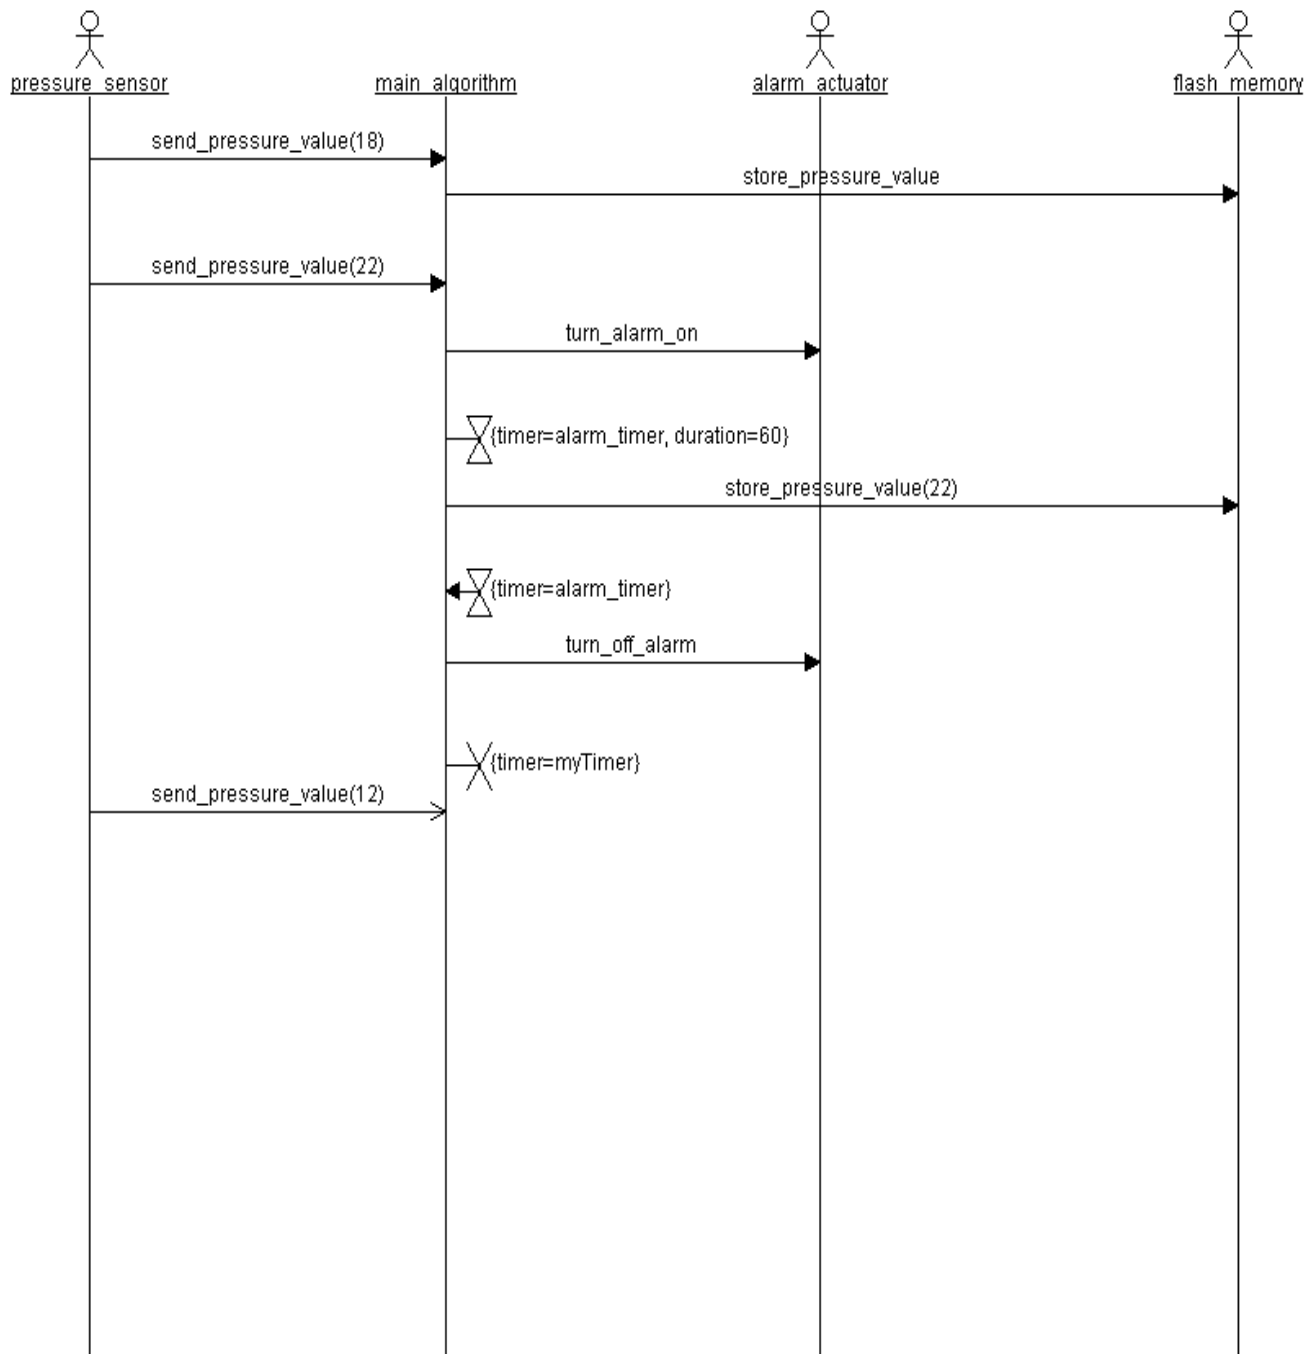 pressure_sensor
main_algorithm
alarm_actuator
flash_memory
send_pressure_value(18)
store_pressure_value
send_pressure_value(22)
turn_alarm_on
{timer=alarm_timer, duration=60}
store_pressure_value(22)
{timer=alarm_timer}
turn_off_alarm
{timer=myTimer}
send_pressure_value(12)